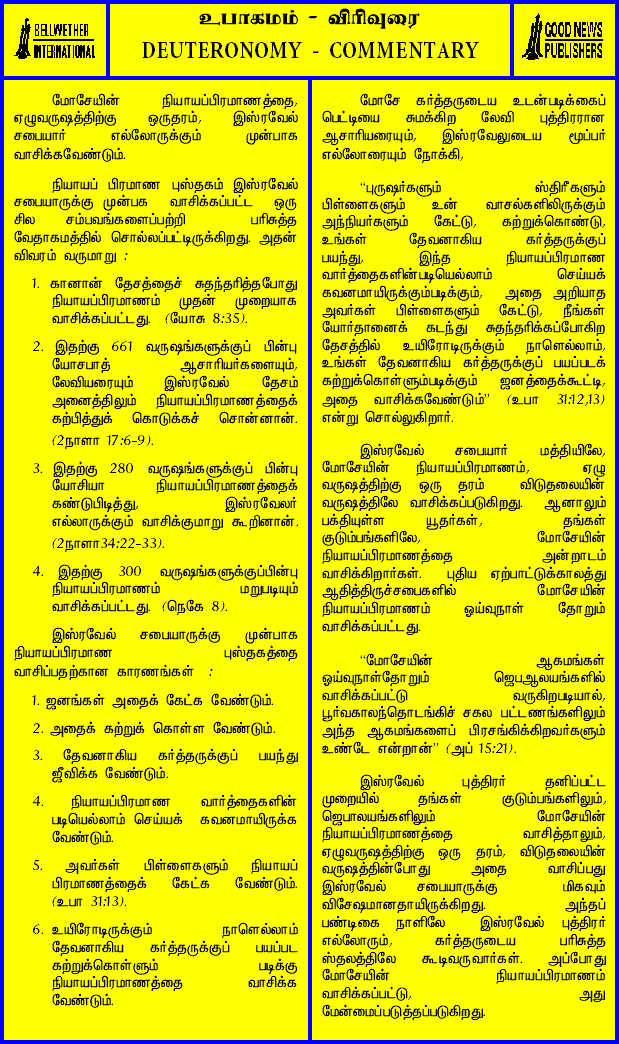 BELLWETHER
INTERNATIONAL
உபாகமம் - விரிவுரை
DEUTERONOMY - COMMENTARY
GOOD NEWS
PUBLISHERS
மோசேயின் நியாயப்பிரமாணத்தை,
ஏழுவருஷத்திற்கு ஒருதரம், இஸ்ரவேல்
சபையார் எல்லோருக்கும் முன்பாக
வாசிக்கவேண்டும்.
நியாயப் பிரமாண புஸ்தகம் இஸ்ரவேல்
சபையாருக்கு முன்பக வாசிக்கப்பட்ட ஒரு
சில சம்பவங்களைப்பற்றி பரிசுத்த
வேதாகமத்தில் சொல்லப்பட்டிருக்கிறது. அதன்
விவரம் வருமாறு :
1. கானான் தேசத்தைச் சுதந்தரித்தபோது
நியாயப்பிரமாணம் முதன் முறையாக
வாசிக்கப்பட்டது. (யோசு 8:35).
2. இதற்கு 661 வருஷங்களுக்குப் பின்பு
யோசபாத் ஆசாரியர்களையும்,
லேவியரையும் இஸ்ரவேல் தேசம்
அனைத்திலும் நியாயப்பிரமாணத்தைக்
கற்பித்துக் கொடுக்கச் சொன்னான்.
(2நாளா 17:6-9).
3. இதற்கு 280 வருஷங்களுக்குப் பின்பு
யோசியா நியாயப்பிரமாணத்தைக்
கண்டுபிடித்து, இஸ்ரவேலர்
எல்லாருக்கும் வாசிக்குமாறு கூறினான்.
(2நாளா34:22-33).
4. இதற்கு 300 வருஷங்களுக்குப்பின்பு
நியாயப்பிரமாணம் மறுபடியும்
வாசிக்கப்பட்டது. (நெகே 8).
இஸ்ரவேல் சபையாருக்கு முன்பாக
நியாயப்பிரமாண புஸ்தகத்தை
வாசிப்பதற்கான காரணங்கள் :
1. ஜனங்கள் அதைக் கேட்க வேண்டும்.
2. அதைக் கற்றுக் கொள்ள வேண்டும்.
3. தேவனாகிய கர்த்தருக்குப் பயந்து
ஜீவிக்க வேண்டும்.
4. நியாயப்பிரமாண வார்த்தைகளின்
படியெல்லாம் செய்யக் கவனமாயிருக்க
வேண்டும்.
5. அவர்கள் பிள்ளைகளும் நியாயப்
பிரமாணத்தைக் கேட்க வேண்டும்.
(உபா 31:13).
6. உயிரோடிருக்கும் நாளெல்லாம்
தேவனாகிய கர்த்தருக்குப் பயப்பட
கற்றுக்கொள்ளும் படிக்கு
நியாயப்பிரமாணத்தை வாசிக்க
வேண்டும்.
மோசே கர்த்தருடைய உடன்படிக்கைப்
பெட்டியை சுமக்கிற லேவி புத்திரரான
ஆசாரியரையும், இஸ்ரவேலுடைய மூப்பர்
எல்லோரையும் நோக்கி,
“புருஷர்களும் ஸ்திரீகளும்
பிள்ளைகளும் உன் வாசல்களிலிருக்கும்
அந்நியர்களும் கேட்டு, கற்றுக்கொண்டு,
உங்கள் தேவனாகிய கர்த்தருக்குப்
பயந்து, இந்த நியாயப்பிரமாண
வார்த்தைகளின்படியெல்லாம் செய்யக்
கவனமாயிருக்கும்படிக்கும், அதை அறியாத
அவர்கள் பிள்ளைகளும் கேட்டு, நீங்கள்
யோர்தானைக் கடந்து சுதந்தரிக்கப்போகிற
தேசத்தில் உயிரோடிருக்கும் நாளெல்லாம்,
உங்கள் தேவனாகிய கர்த்தருக்குப் பயப்படக்
கற்றுக்கொள்ளும்படிக்கும் ஜனத்தைக்கூட்டி,
அதை வாசிக்கவேண்டும்” (உபா 31:12,13)
என்று சொல்லுகிறார்.
இஸ்ரவேல் சபையார் மத்தியிலே,
மோசேயின் நியாயப்பிரமாணம், ஏழு
வருஷத்திற்கு ஒரு தரம் விடுதலையின்
வருஷத்திலே வாசிக்கப்படுகிறது. ஆனாலும்
பக்தியுள்ள யூதர்கள், தங்கள்
குடும்பங்களிலே, மோசேயின்
நியாயப்பிரமாணத்தை அன்றாடம்
வாசிக்கிறார்கள். புதிய ஏற்பாட்டுக்காலத்து
ஆதித்திருச்சபைகளில் மோசேயின்
நியாயப்பிரமாணம் ஓய்வுநாள் தோறும்
வாசிக்கப்பட்டது.
“மோசேயின் ஆகமங்கள்
ஓய்வுநாள்தோறும் ஜெபஆலயங்களில்
வாசிக்கப்பட்டு வருகிறபடியால்,
பூர்வகாலந்தொடங்கிச் சகல பட்டணங்களிலும்
அந்த ஆகமங்களைப் பிரசங்கிக்கிறவர்களும்
உண்டே என்றான்” (அப் 15:21).
இஸ்ரவேல் புத்திரர் தனிப்பட்ட
முறையில் தங்கள் குடும்பங்களிலும்,
ஜெபாலயங்களிலும் மோசேயின்
நியாயப்பிரமாணத்தை வாசித்தாலும்,
ஏழுவருஷத்திற்கு ஒரு தரம், விடுதலையின்
வருஷத்தின்போது அதை வாசிப்பது
இஸ்ரவேல் சபையாருக்கு மிகவும்
விசேஷமானதாயிருக்கிறது. அந்தப்
பண்டிகை நாளிலே இஸ்ரவேல் புத்திரர்
எல்லோரும், கர்த்தருடைய பரிசுத்த
ஸ்தலத்திலே கூடிவருவார்கள். அப்போது
மோசேயின் நியாயப்பிரமாணம்
வாசிக்கப்பட்டு, அது
மேன்மைப்படுத்தப்படுகிறது.